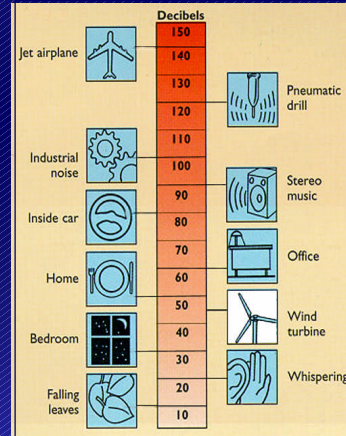 Decibels
150
140
130
120
110
100
90
80
70
60
50
40
30
20
10
Jet airplane
Industrial
noise
Inside car
Home
Bedroom
Falling
leaves
Pneumatic
drill
Stereo
music
Office
Wind
turbine
Whispering